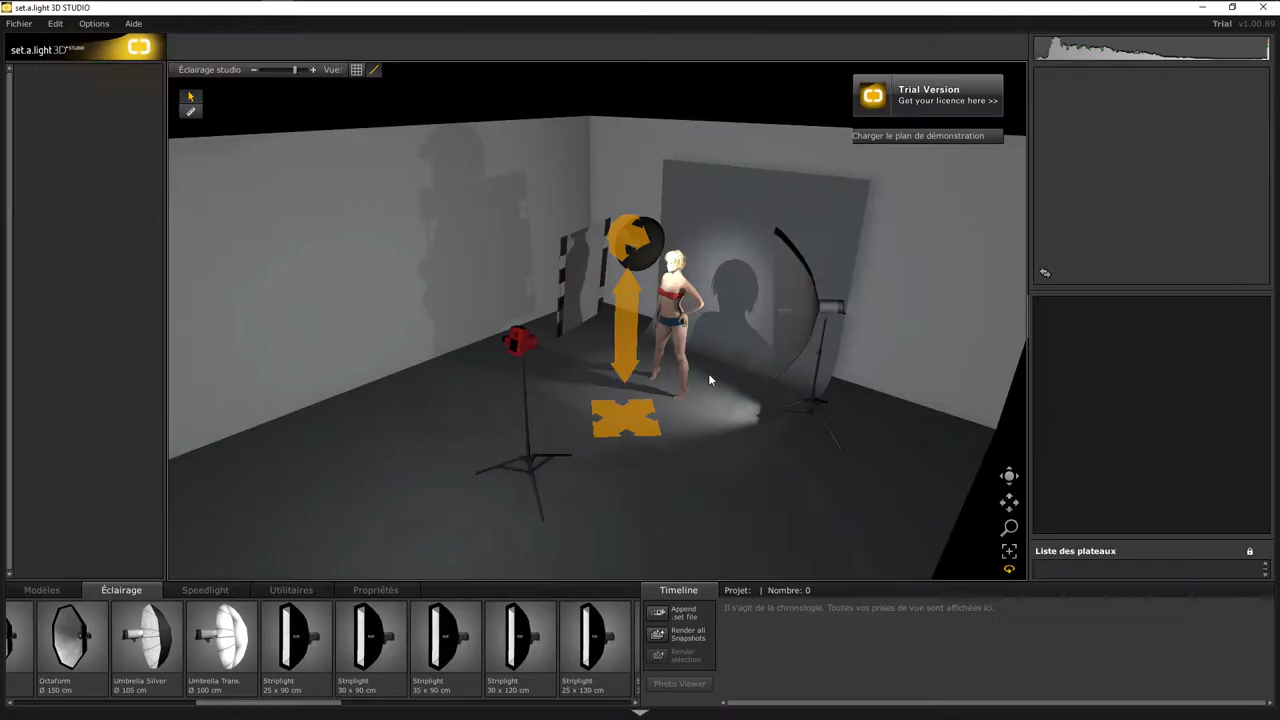 set.a.light 3D STUDIO
Fichier Edit Options Aide
Trial v1.00.89
set.a.light 3D STUDIO
Éclairage studio Vue:
Trial Version
Get your licence here >>
Charger le plan de démonstration
Liste des plateaux
Modèles Éclairage Speedlight Utilitaires Propriétés
Timeline Projet: | Nombre: 0
Il s'agit de la chronologie. Toutes vos prises de vue sont affichées ici.
Append
.set file
Render all
Snapshots
Render
selection
Photo Viewer
Octaform
Ø 150 cm
Umbrella Silver
Ø 105 cm
Umbrella Trans.
Ø 100 cm
Striplight
25 x 90 cm
Striplight
30 x 90 cm
Striplight
35 x 90 cm
Striplight
30 x 120 cm
Striplight
25 x 130 cm